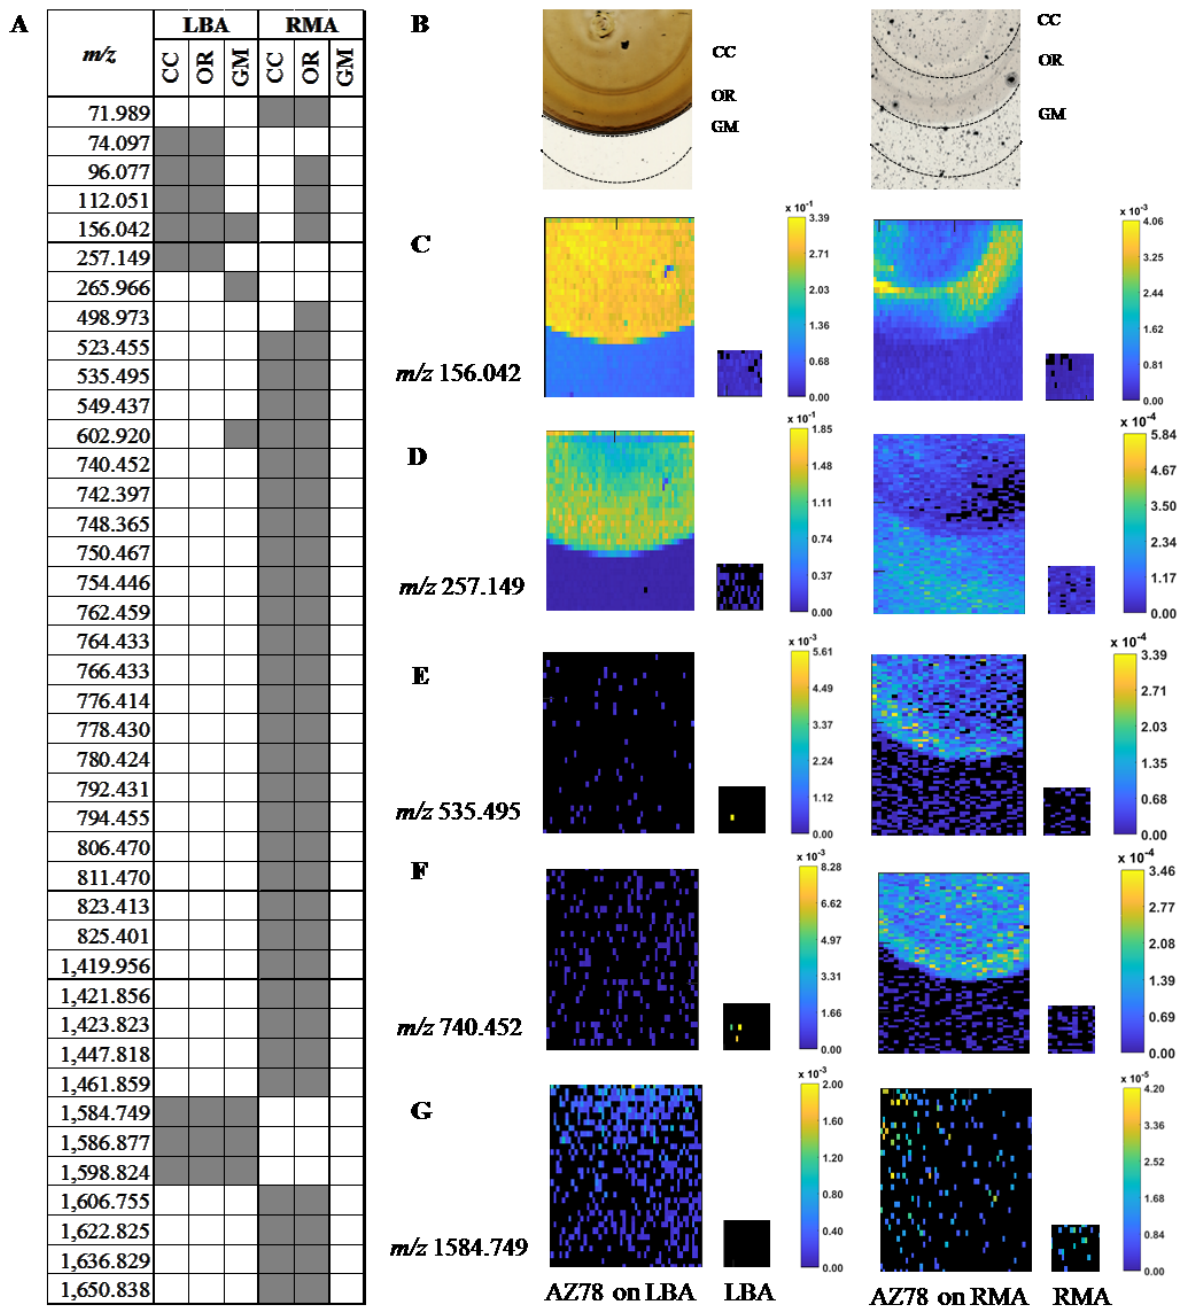 A
m/z
LBA
RMA
CC
OR
GM
CC
OR
GM
71.989
74.097
96.077
112.051
156.042
257.149
265.966
498.973
523.455
535.495
549.437
602.920
740.452
742.397
748.365
750.467
754.446
762.459
764.433
766.433
776.414
778.430
780.424
792.431
794.455
806.470
811.470
823.413
825.401
1,419.956
1,421.856
1,423.823
1,447.818
1,461.859
1,584.749
1,586.877
1,598.824
1,606.755
1,622.825
1,636.829
1,650.838
B
CC
OR
GM
CC
OR
GM
C
m/z 156.042
x 10-1
3.39
2.71
2.03
1.36
0.68
0.00
x 10-3
4.06
3.25
2.44
1.62
0.81
0.00
D
m/z 257.149
x 10-1
1.85
1.48
1.11
0.74
0.37
0.00
x 10-4
5.84
4.67
3.50
2.34
1.17
0.00
E
m/z 535.495
x 10-3
5.61
4.49
3.37
2.24
1.12
0.00
x 10-4
3.39
2.71
2.03
1.35
0.68
0.00
F
m/z 740.452
x 10-3
8.28
6.62
4.97
3.31
1.66
0.00
x 10-4
3.46
2.77
2.08
1.39
0.69
0.00
G
m/z 1584.749
x 10-3
2.00
1.60
1.20
0.80
0.40
0.00
x 10-5
4.20
3.36
2.52
1.68
0.84
0.00
AZ78 on LBA
LBA
AZ78 on RMA
RMA